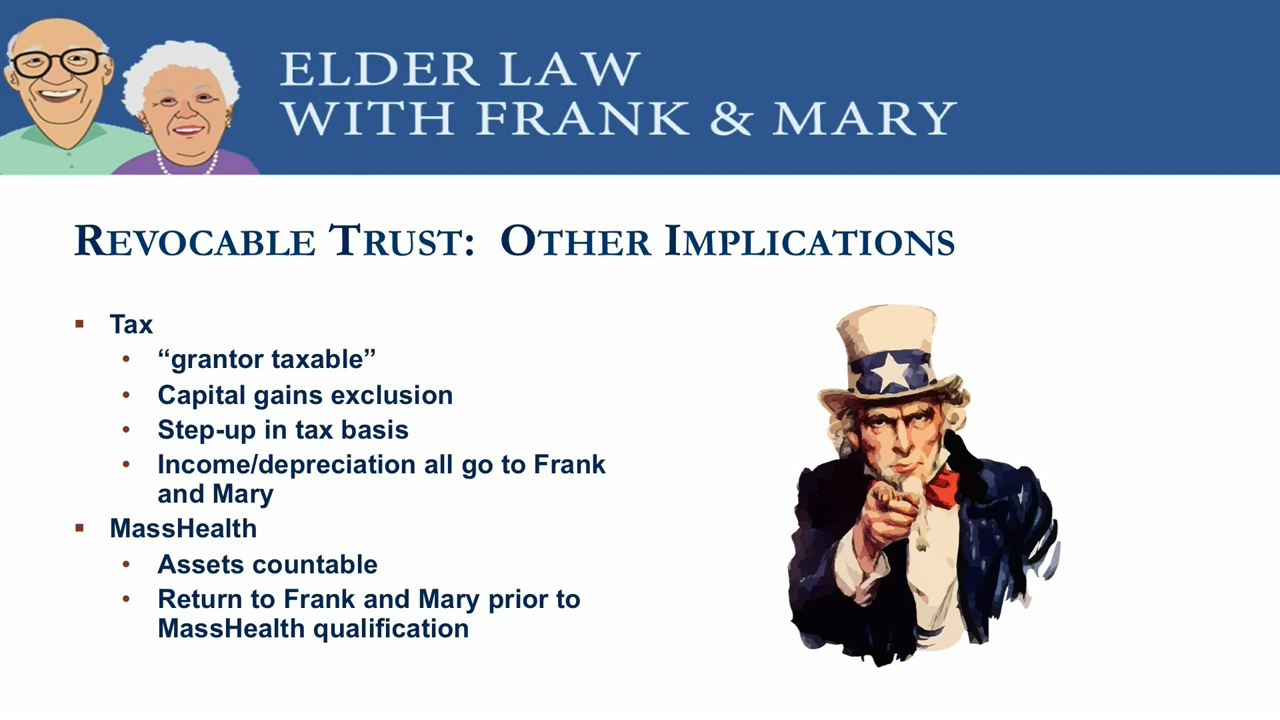 ELDER LAW
WITH FRANK & MARY
REVOCABLE TRUST: OTHER IMPLICATIONS
▪ Tax
• “grantor taxable”
• Capital gains exclusion
• Step-up in tax basis
• Income/depreciation all go to Frank
and Mary
▪ MassHealth
• Assets countable
• Return to Frank and Mary prior to
MassHealth qualification